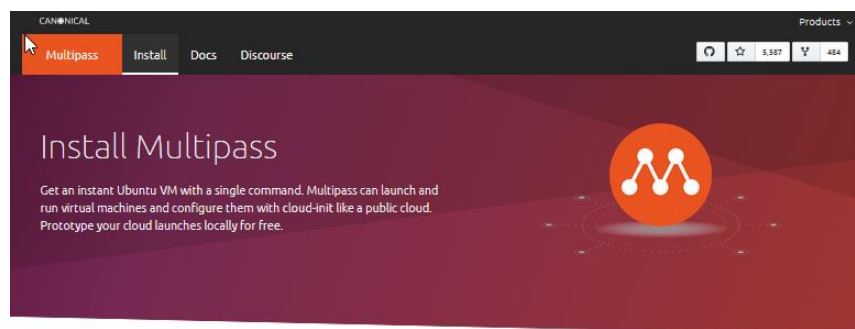 CANONICAL
Products
Multipass Install Docs Discourse
5,587 484
Install Multipass
Get an instant Ubuntu VM with a single command. Multipass can launch and
run virtual machines and configure them with cloud-init like a public cloud.
Prototype your cloud launches locally for free.